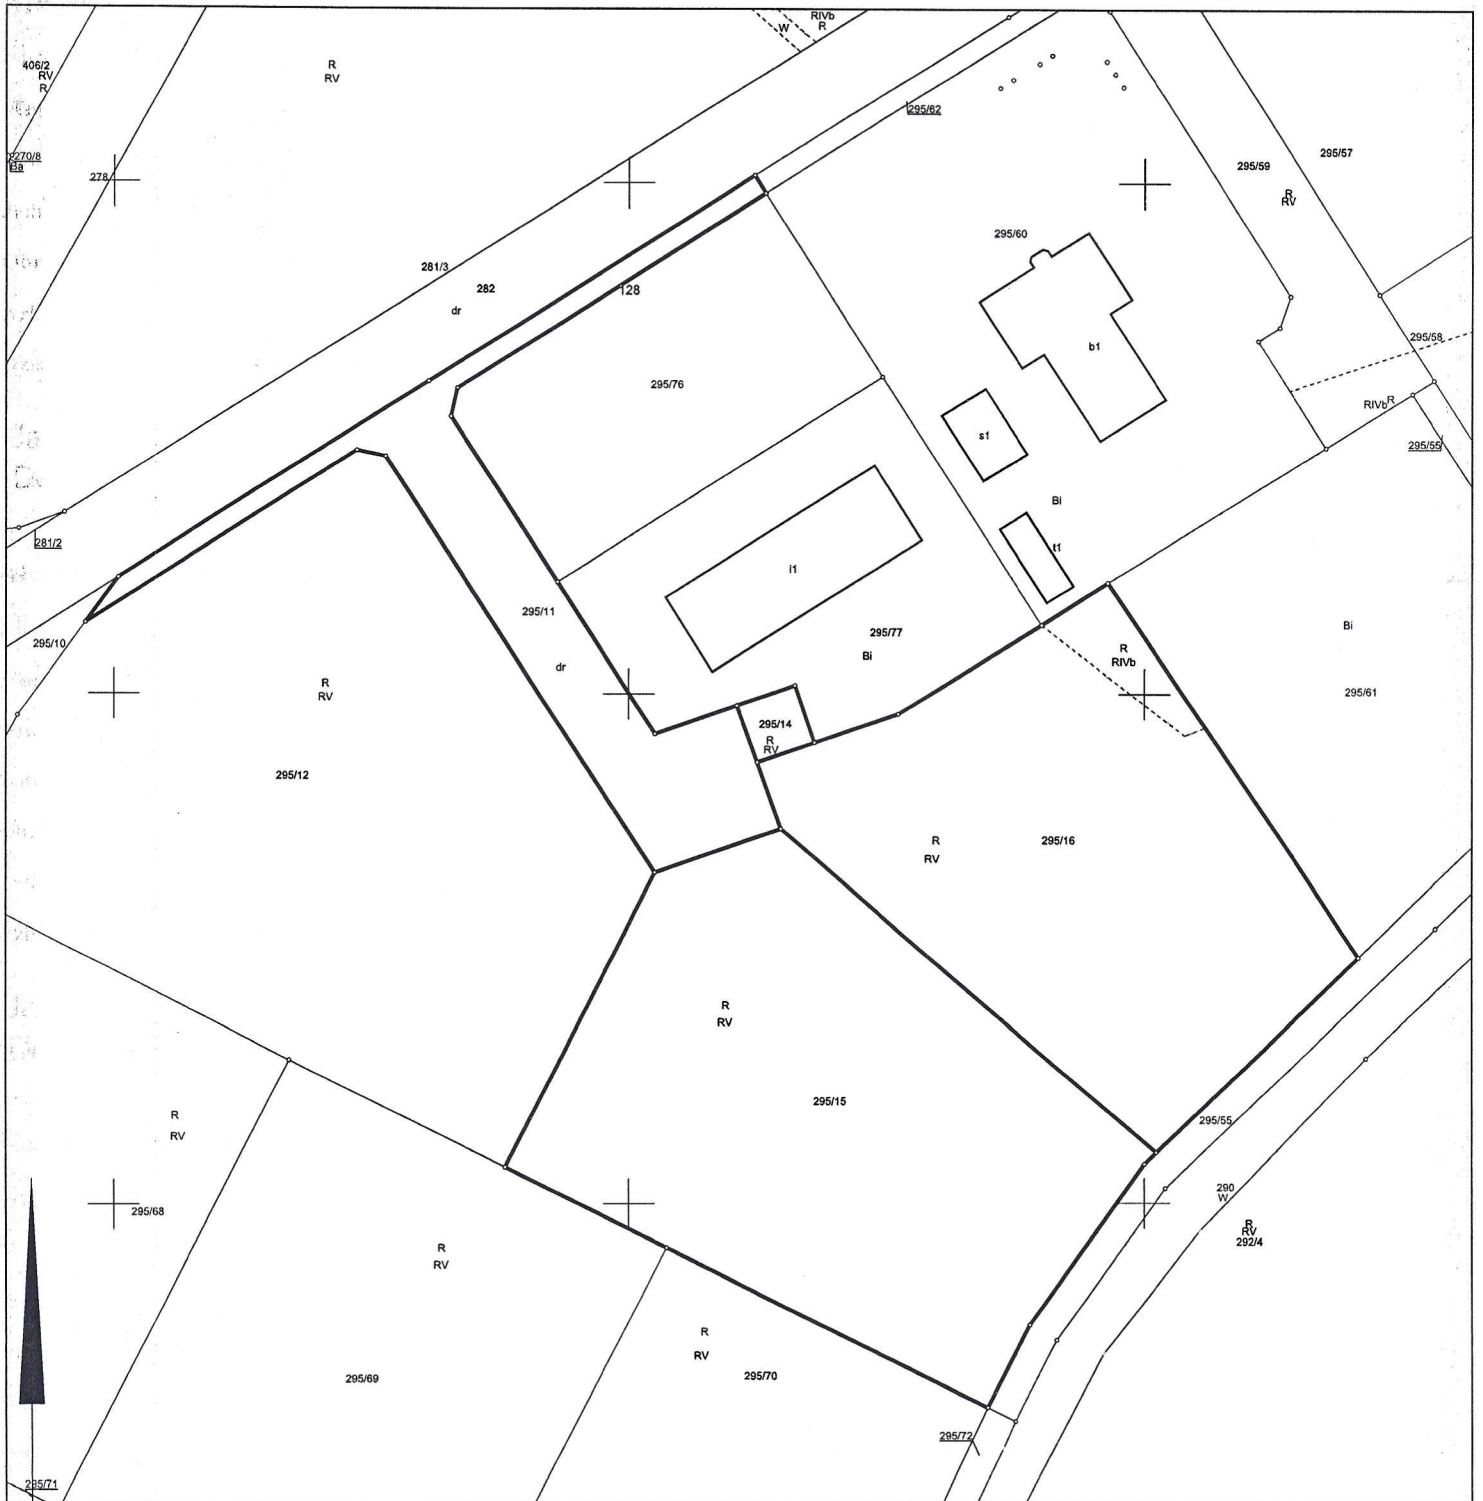 RIVb
R
W
406/2
RV
R
R
RV
295/62
270/8
Ba
278
295/59
295/57
R
RV
295/60
281/3
282
dr
128
b1
295/58
295/76
RIVb R
s1
295/55
Bi
281/2
t1
i1
295/11
295/10
295/77
Bi
Bi
R
RIVb
dr
R
RV
295/61
295/14
R
RV
295/12
R
RV
295/16
R
RV
295/15
R
RV
295/55
290
W
295/68
R
RV
292/4
R
RV
R
RV
295/69
295/70
295/72
295/71